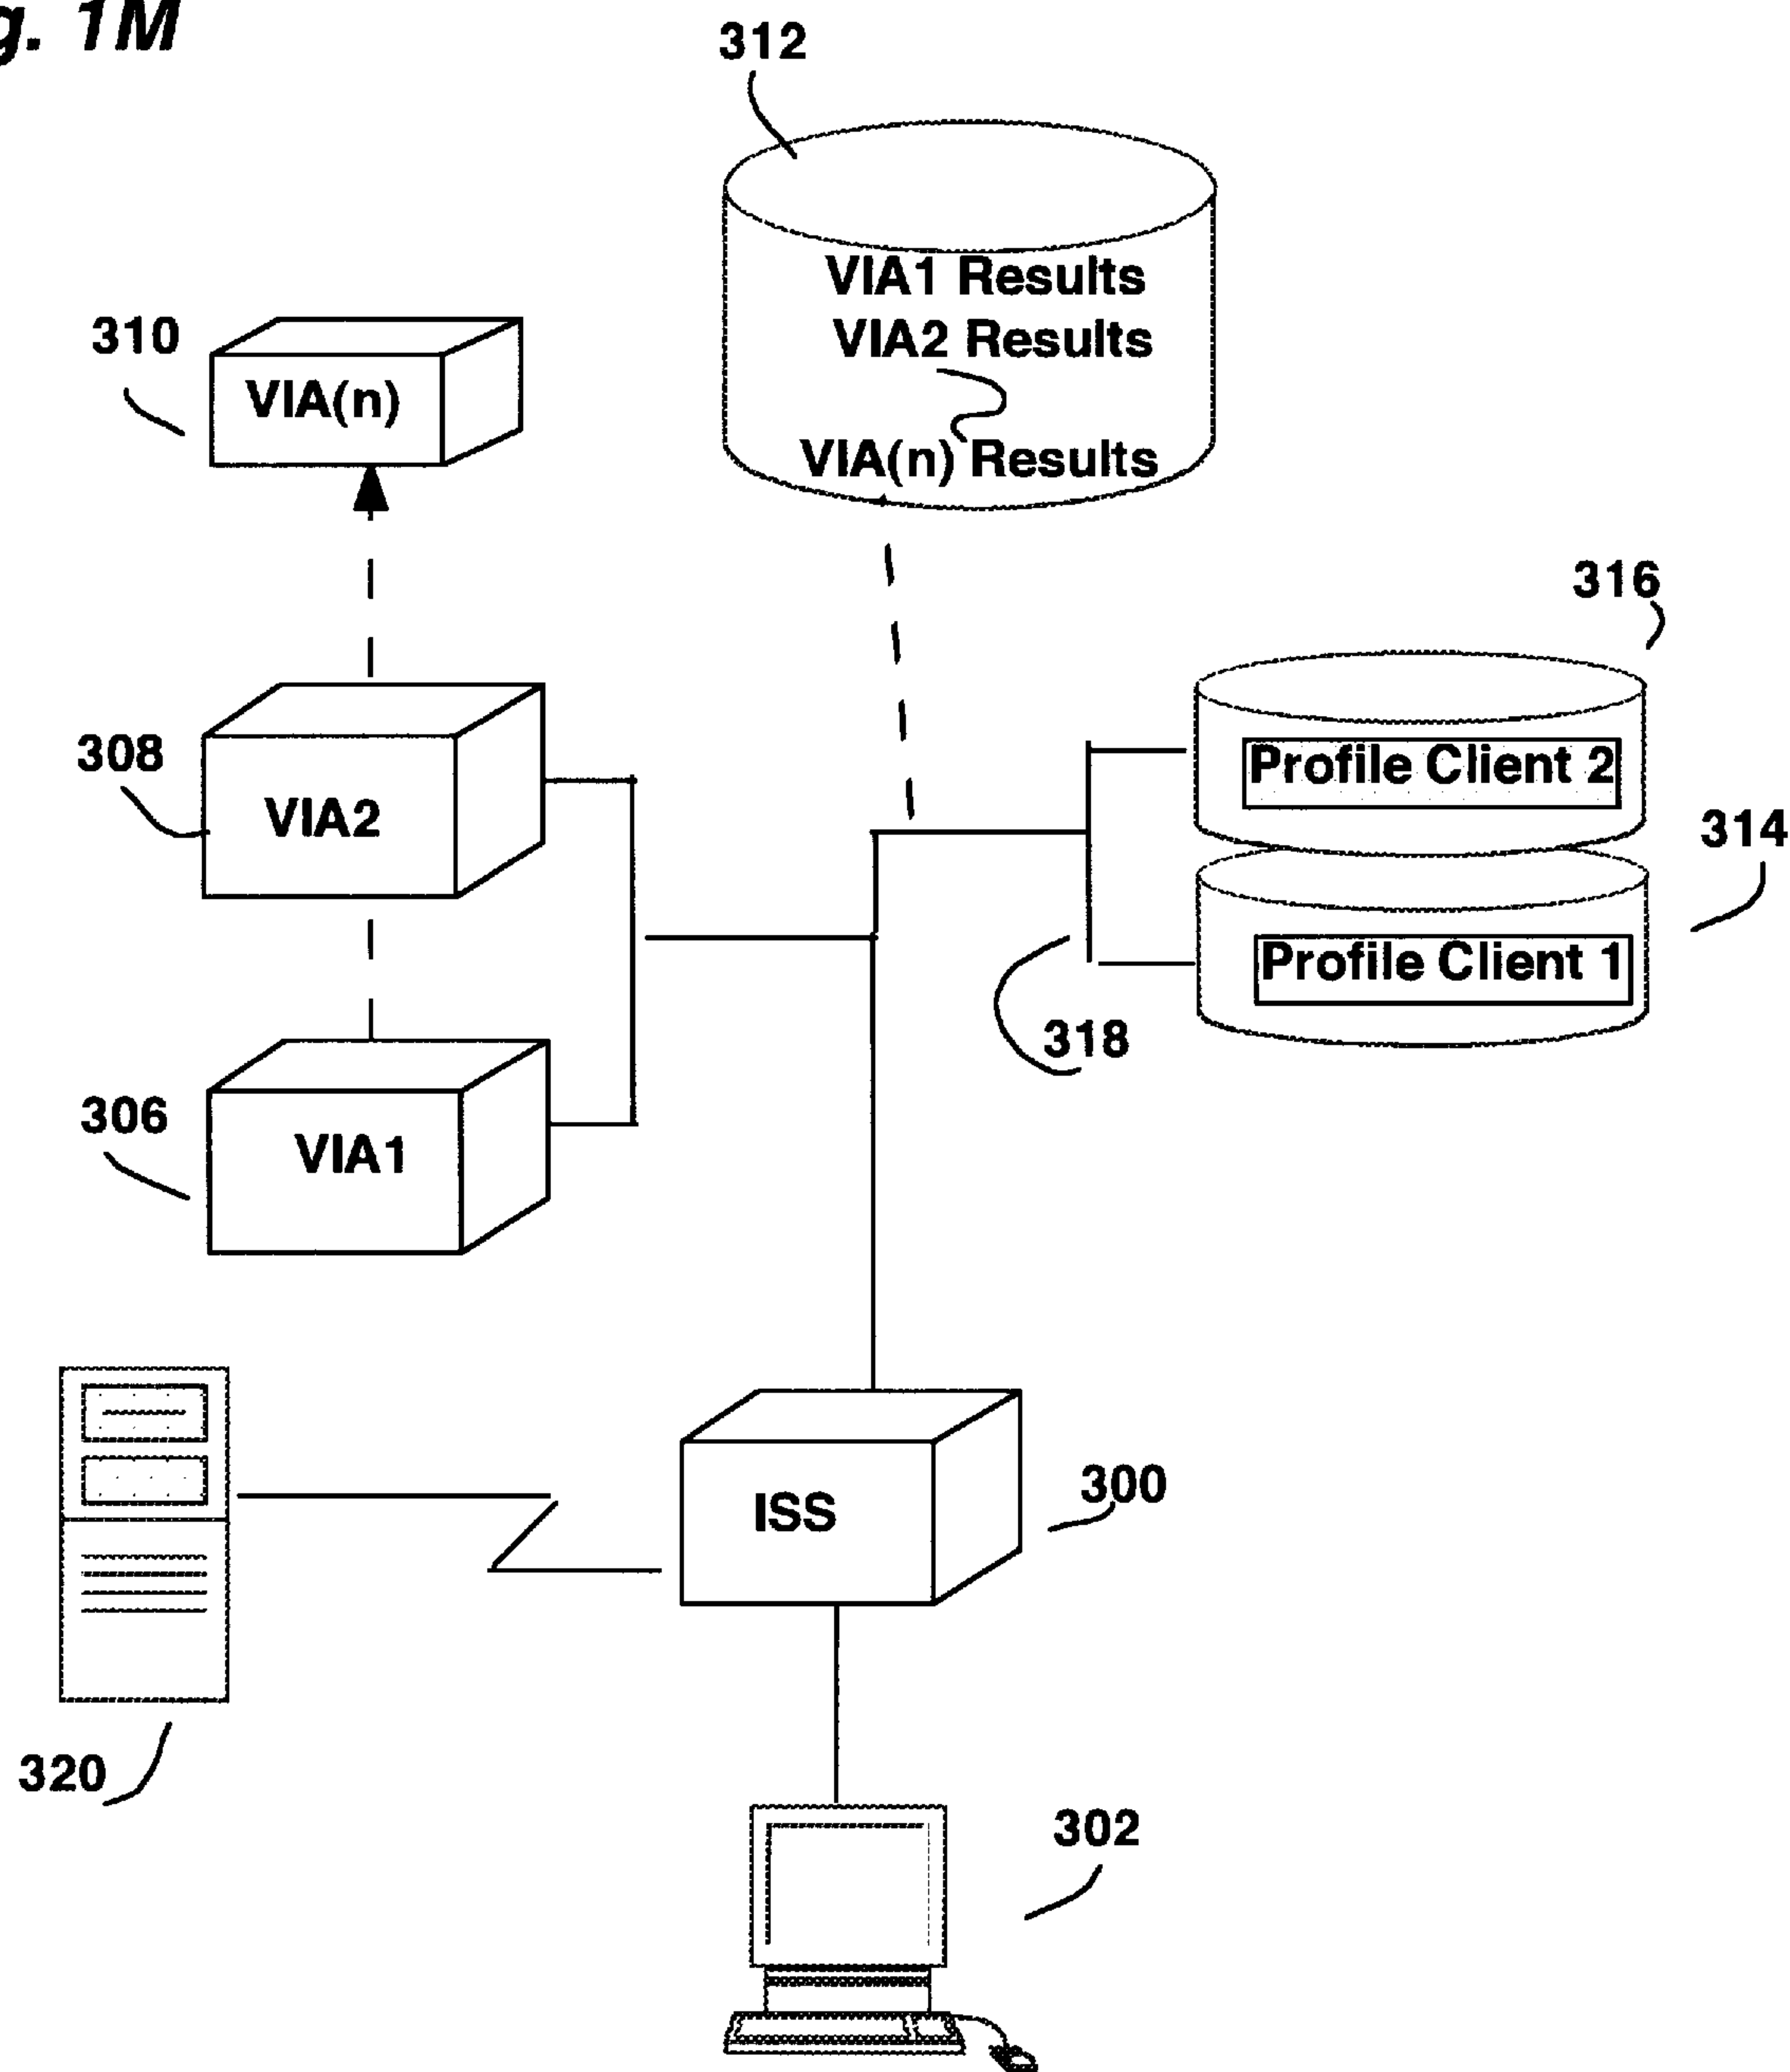 g. 1M
312
VIA1 Results
VIA2 Results
VIA(n) Results
310
VIA(n)
316
Profile Client 2
308
VIA2
314
Profile Client 1
318
306
VIA1
300
ISS
320
302